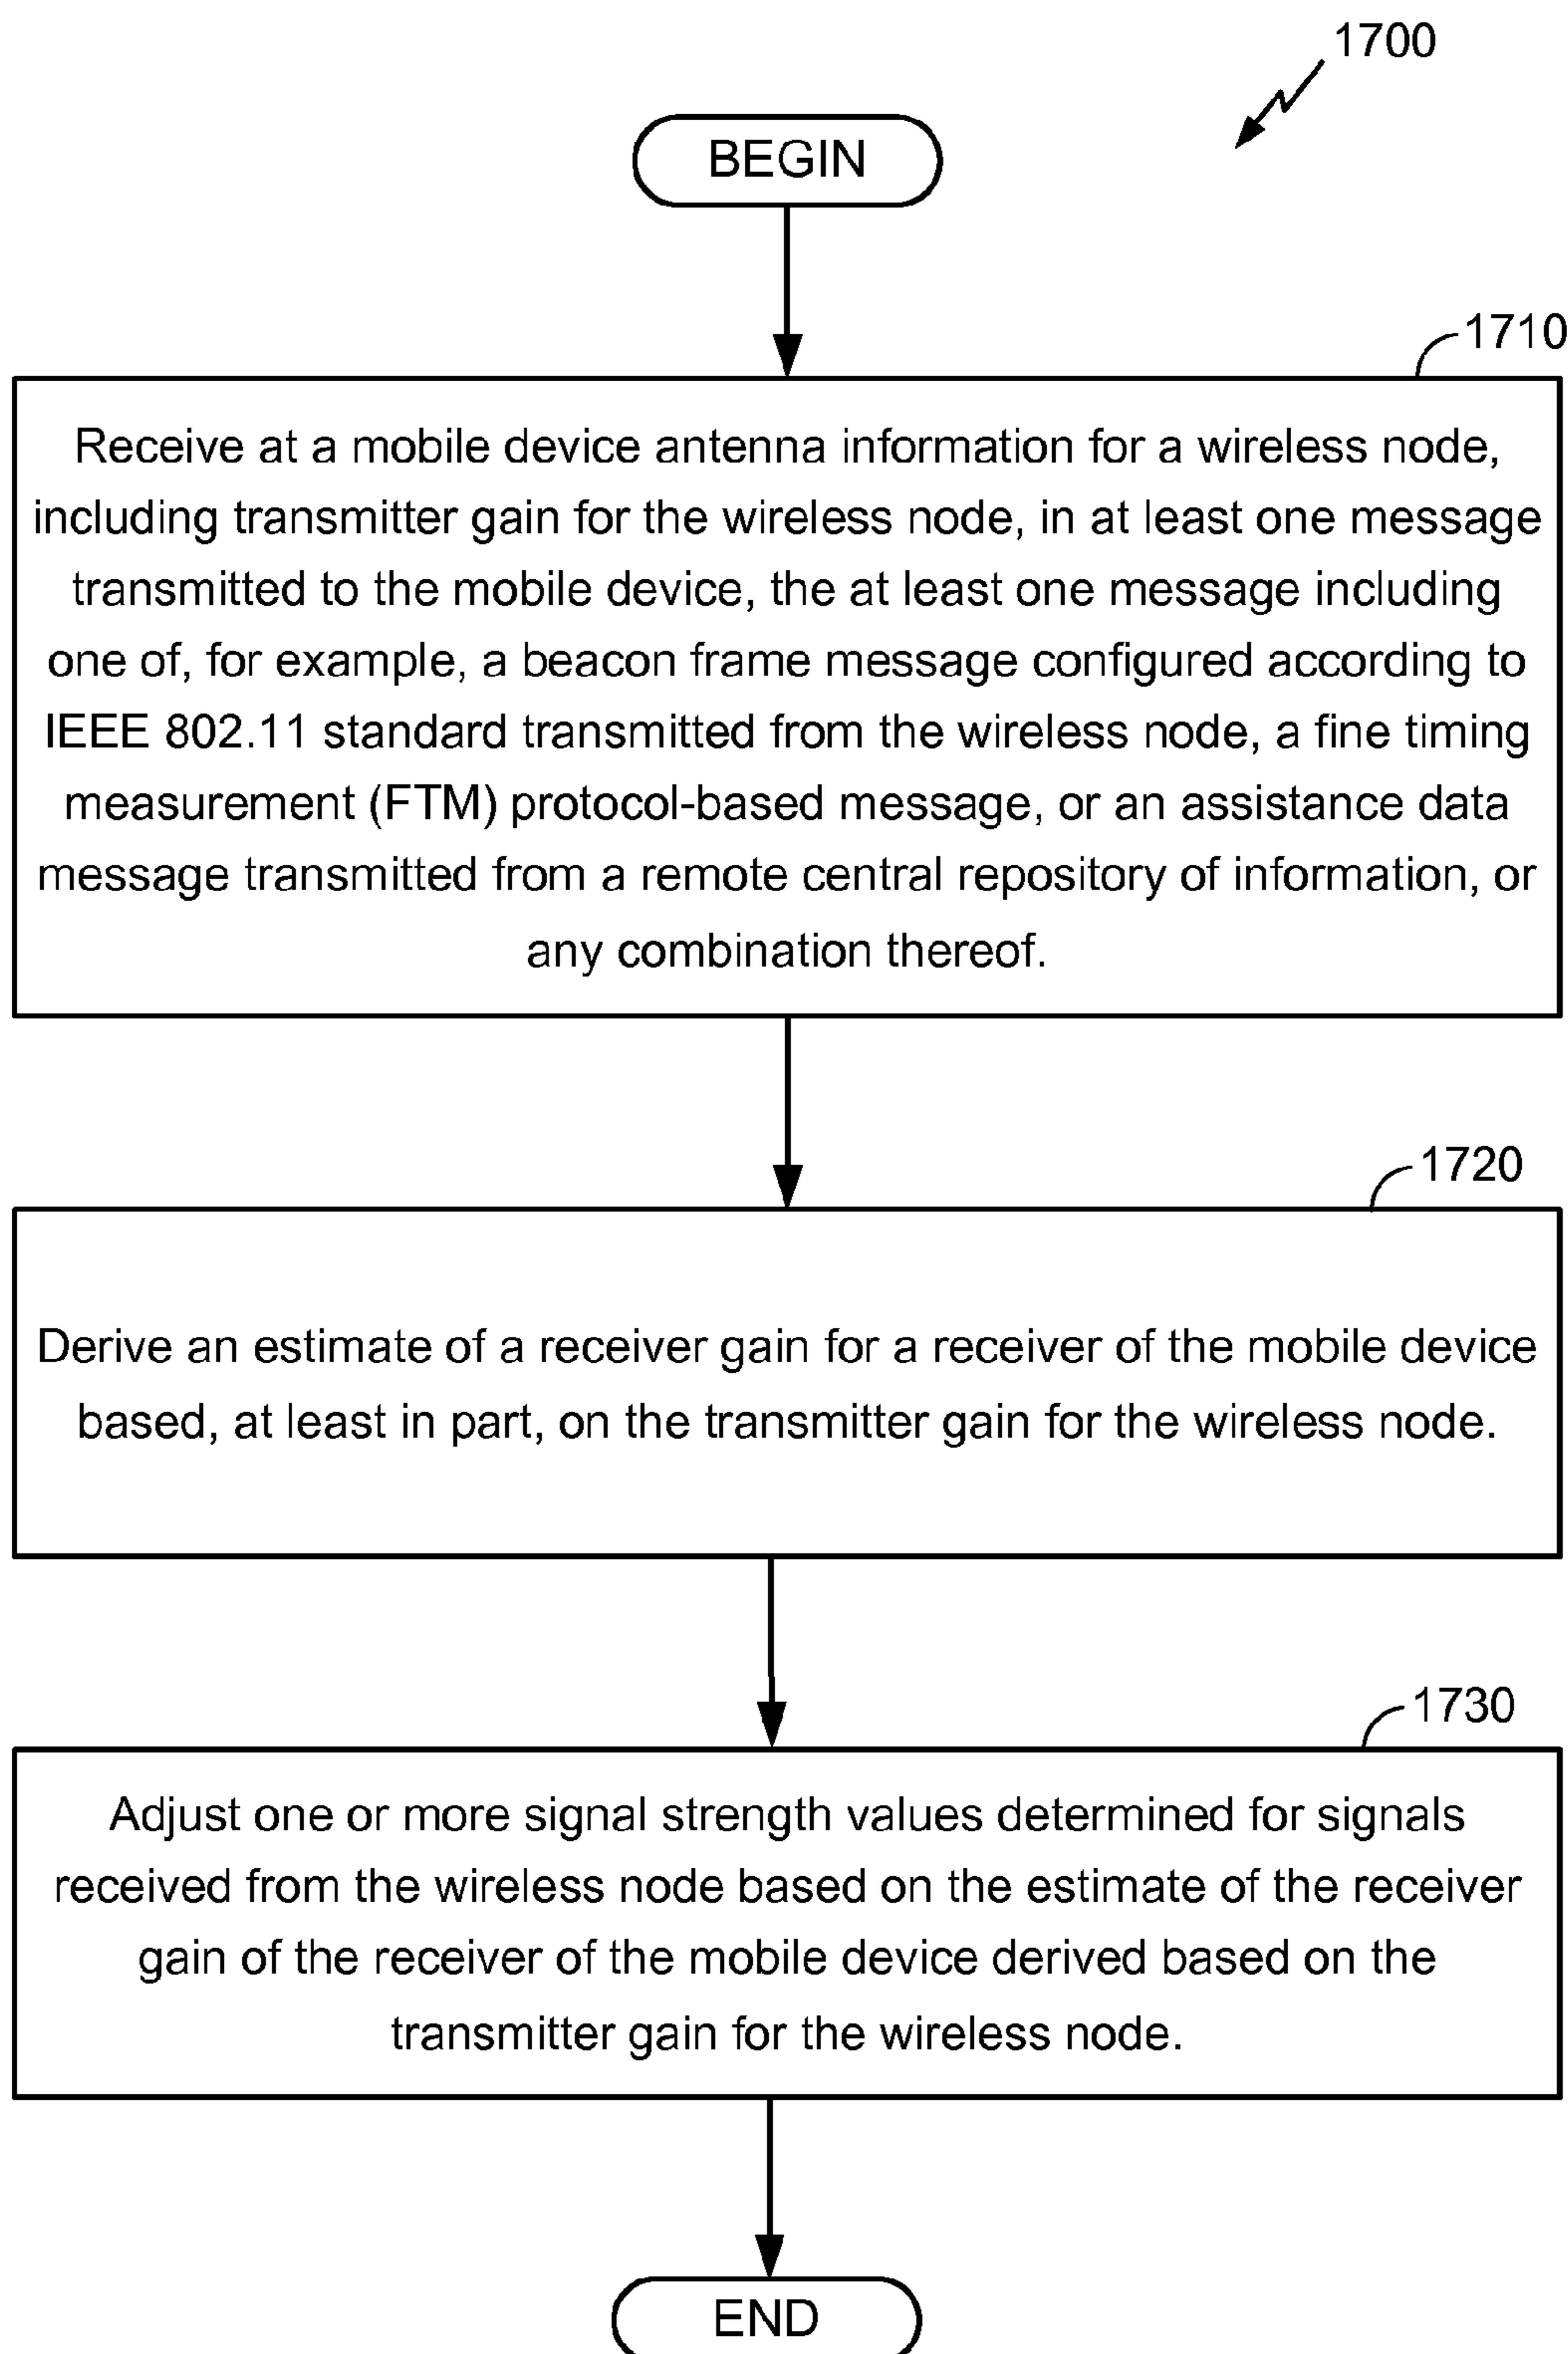 1700
BEGIN
1710
Receive at a mobile device antenna information for a wireless node,
including transmitter gain for the wireless node, in at least one message
transmitted to the mobile device, the at least one message including
one of, for example, a beacon frame message configured according to
IEEE 802.11 standard transmitted from the wireless node, a fine timing
measurement (FTM) protocol-based message, or an assistance data
message transmitted from a remote central repository of information, or
any combination thereof.
1720
Derive an estimate of a receiver gain for a receiver of the mobile device
based, at least in part, on the transmitter gain for the wireless node.
1730
Adjust one or more signal strength values determined for signals
received from the wireless node based on the estimate of the receiver
gain of the receiver of the mobile device derived based on the
transmitter gain for the wireless node.
END